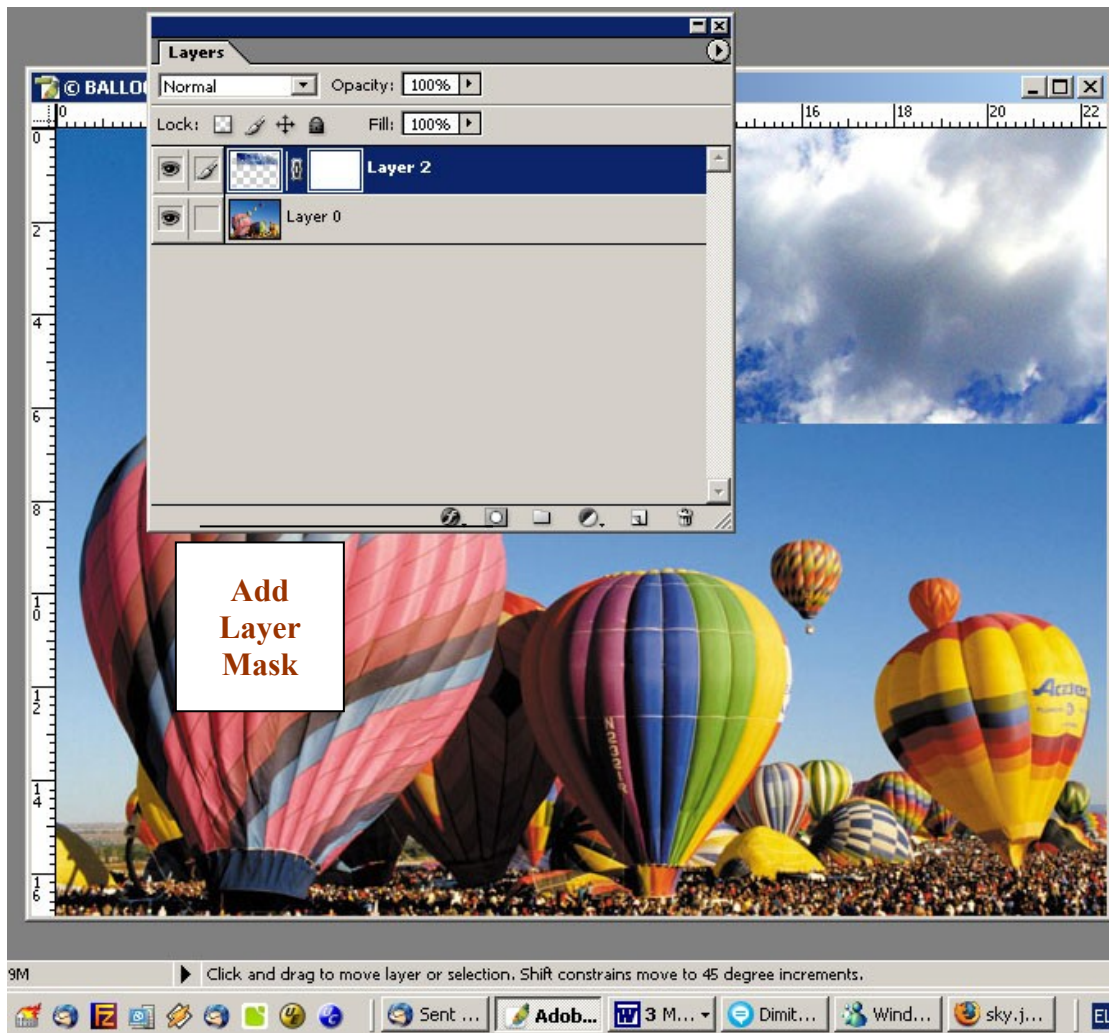 Layers
© BALLO
Normal Opacity: 100%
Lock: Fill: 100%
0 16 18 20 22
0
2
4
6
8
10
12
14
16
Layer 2
Layer 0
Add
Layer
Mask
N2321R
9M
Click and drag to move layer or selection. Shift constrains move to 45 degree increments.
Sent ... Adob... 3 M... Dimit... Wind... sky.j...